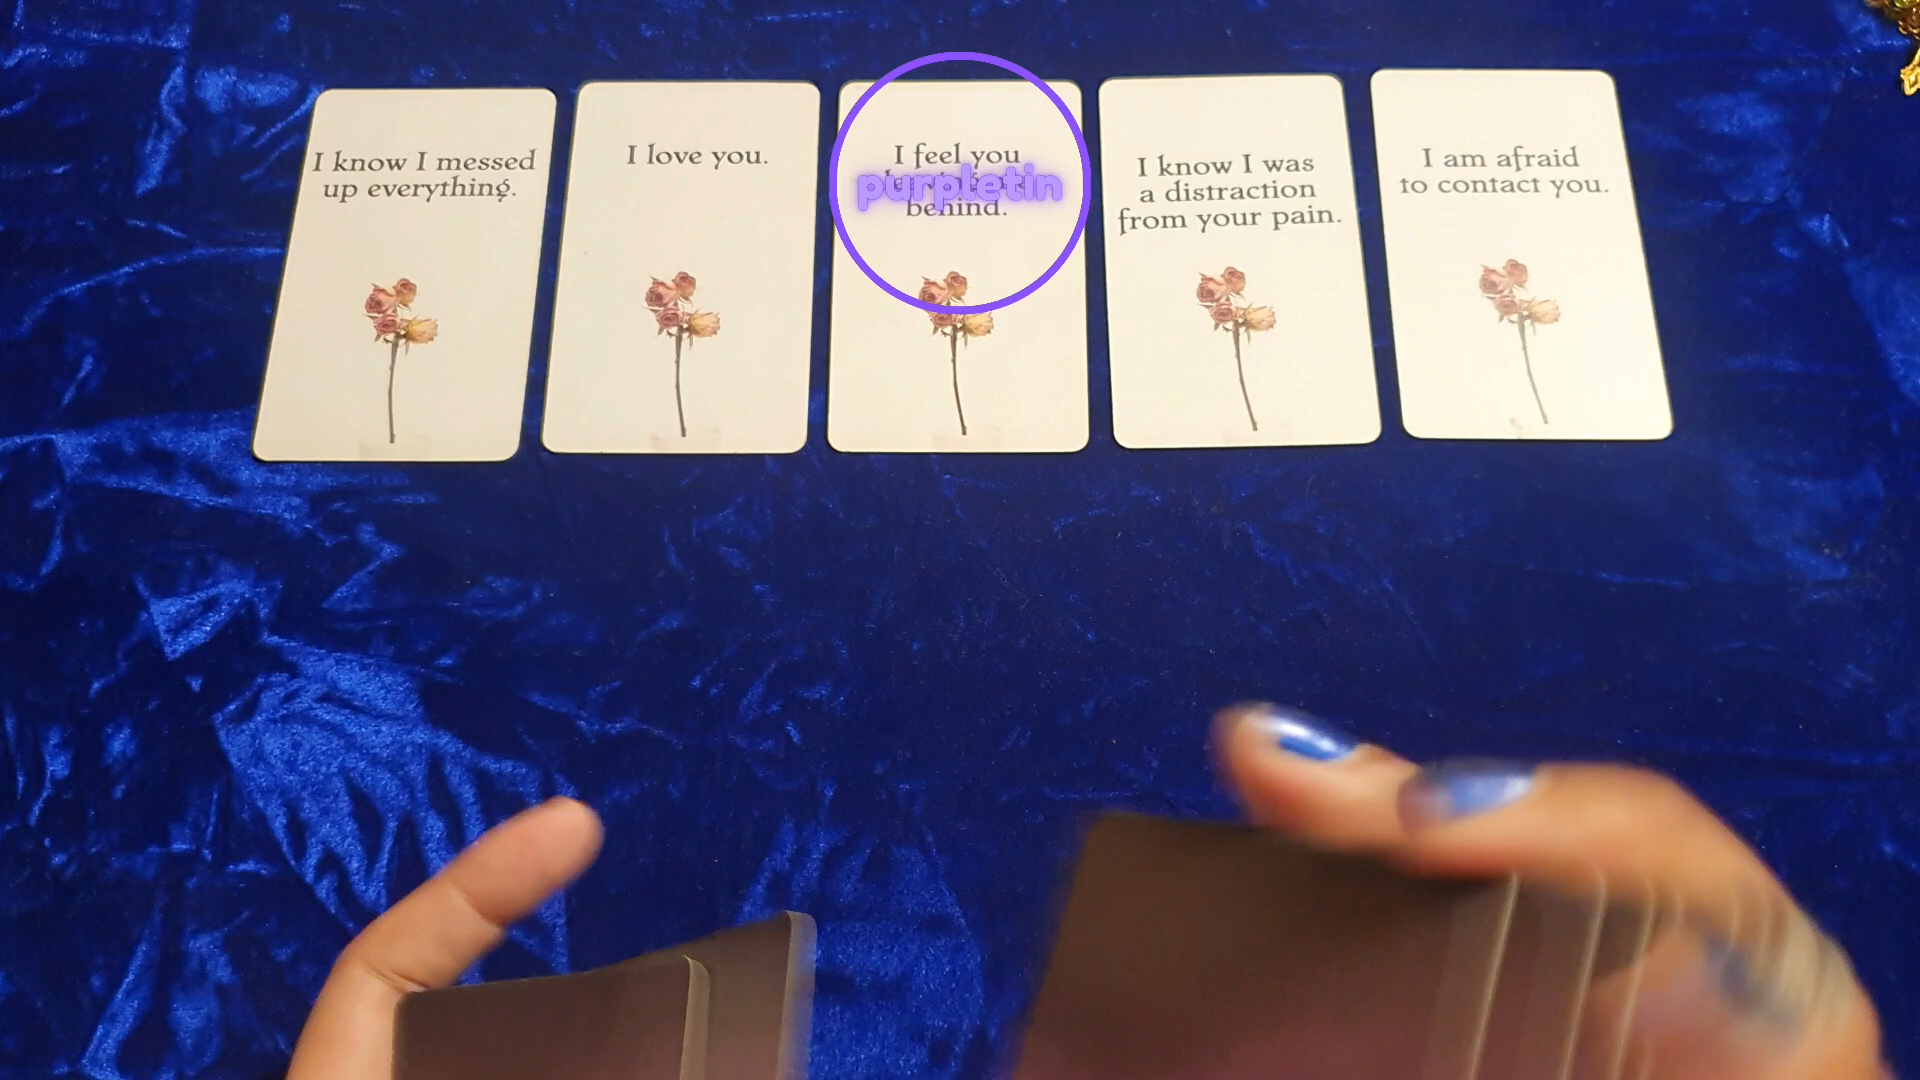 I know I messed
up everything.
I love you.
I feel you
behind.
purpletin
I know I was
a distraction
from your pain.
I am afraid
to contact you.